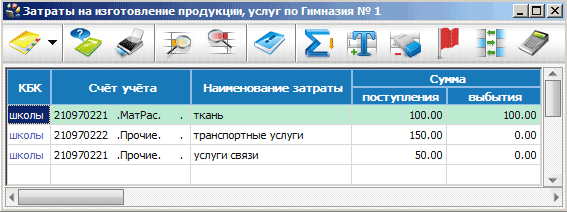 Затраты на изготовление продукции, услуг по Гимназия № 1
КБК Счёт учёта Наименование затраты Сумма
поступления выбытия
школы 210970221 .МатРас. . ткань 100.00 100.00
школы 210970222 .Прочие. . транспортные услуги 150.00 0.00
школы 210970221 .Прочие. . услуги связи 50.00 0.00